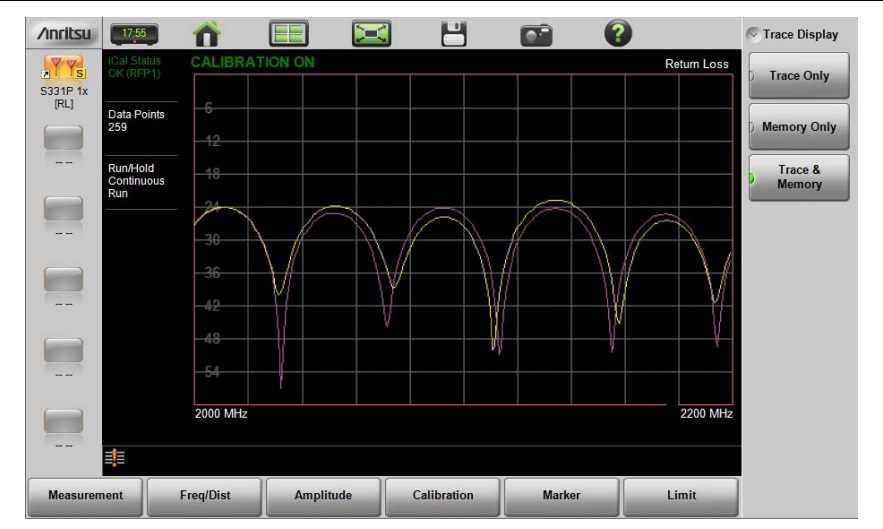 Anritsu
17:55
?
Trace Display
S
S331P 1x
[RL]
-- --
-- --
-- --
-- --
-- --
iCal Status
OK (RFP1)
Data Points
259
Run/Hold
Continuous
Run
CALIBRATION ON
Return Loss
6
12
18
24
30
36
42
48
54
2000 MHz
2200 MHz
Trace Only
Memory Only
Trace &
Memory
Measurement
Freq/Dist
Amplitude
Calibration
Marker
Limit